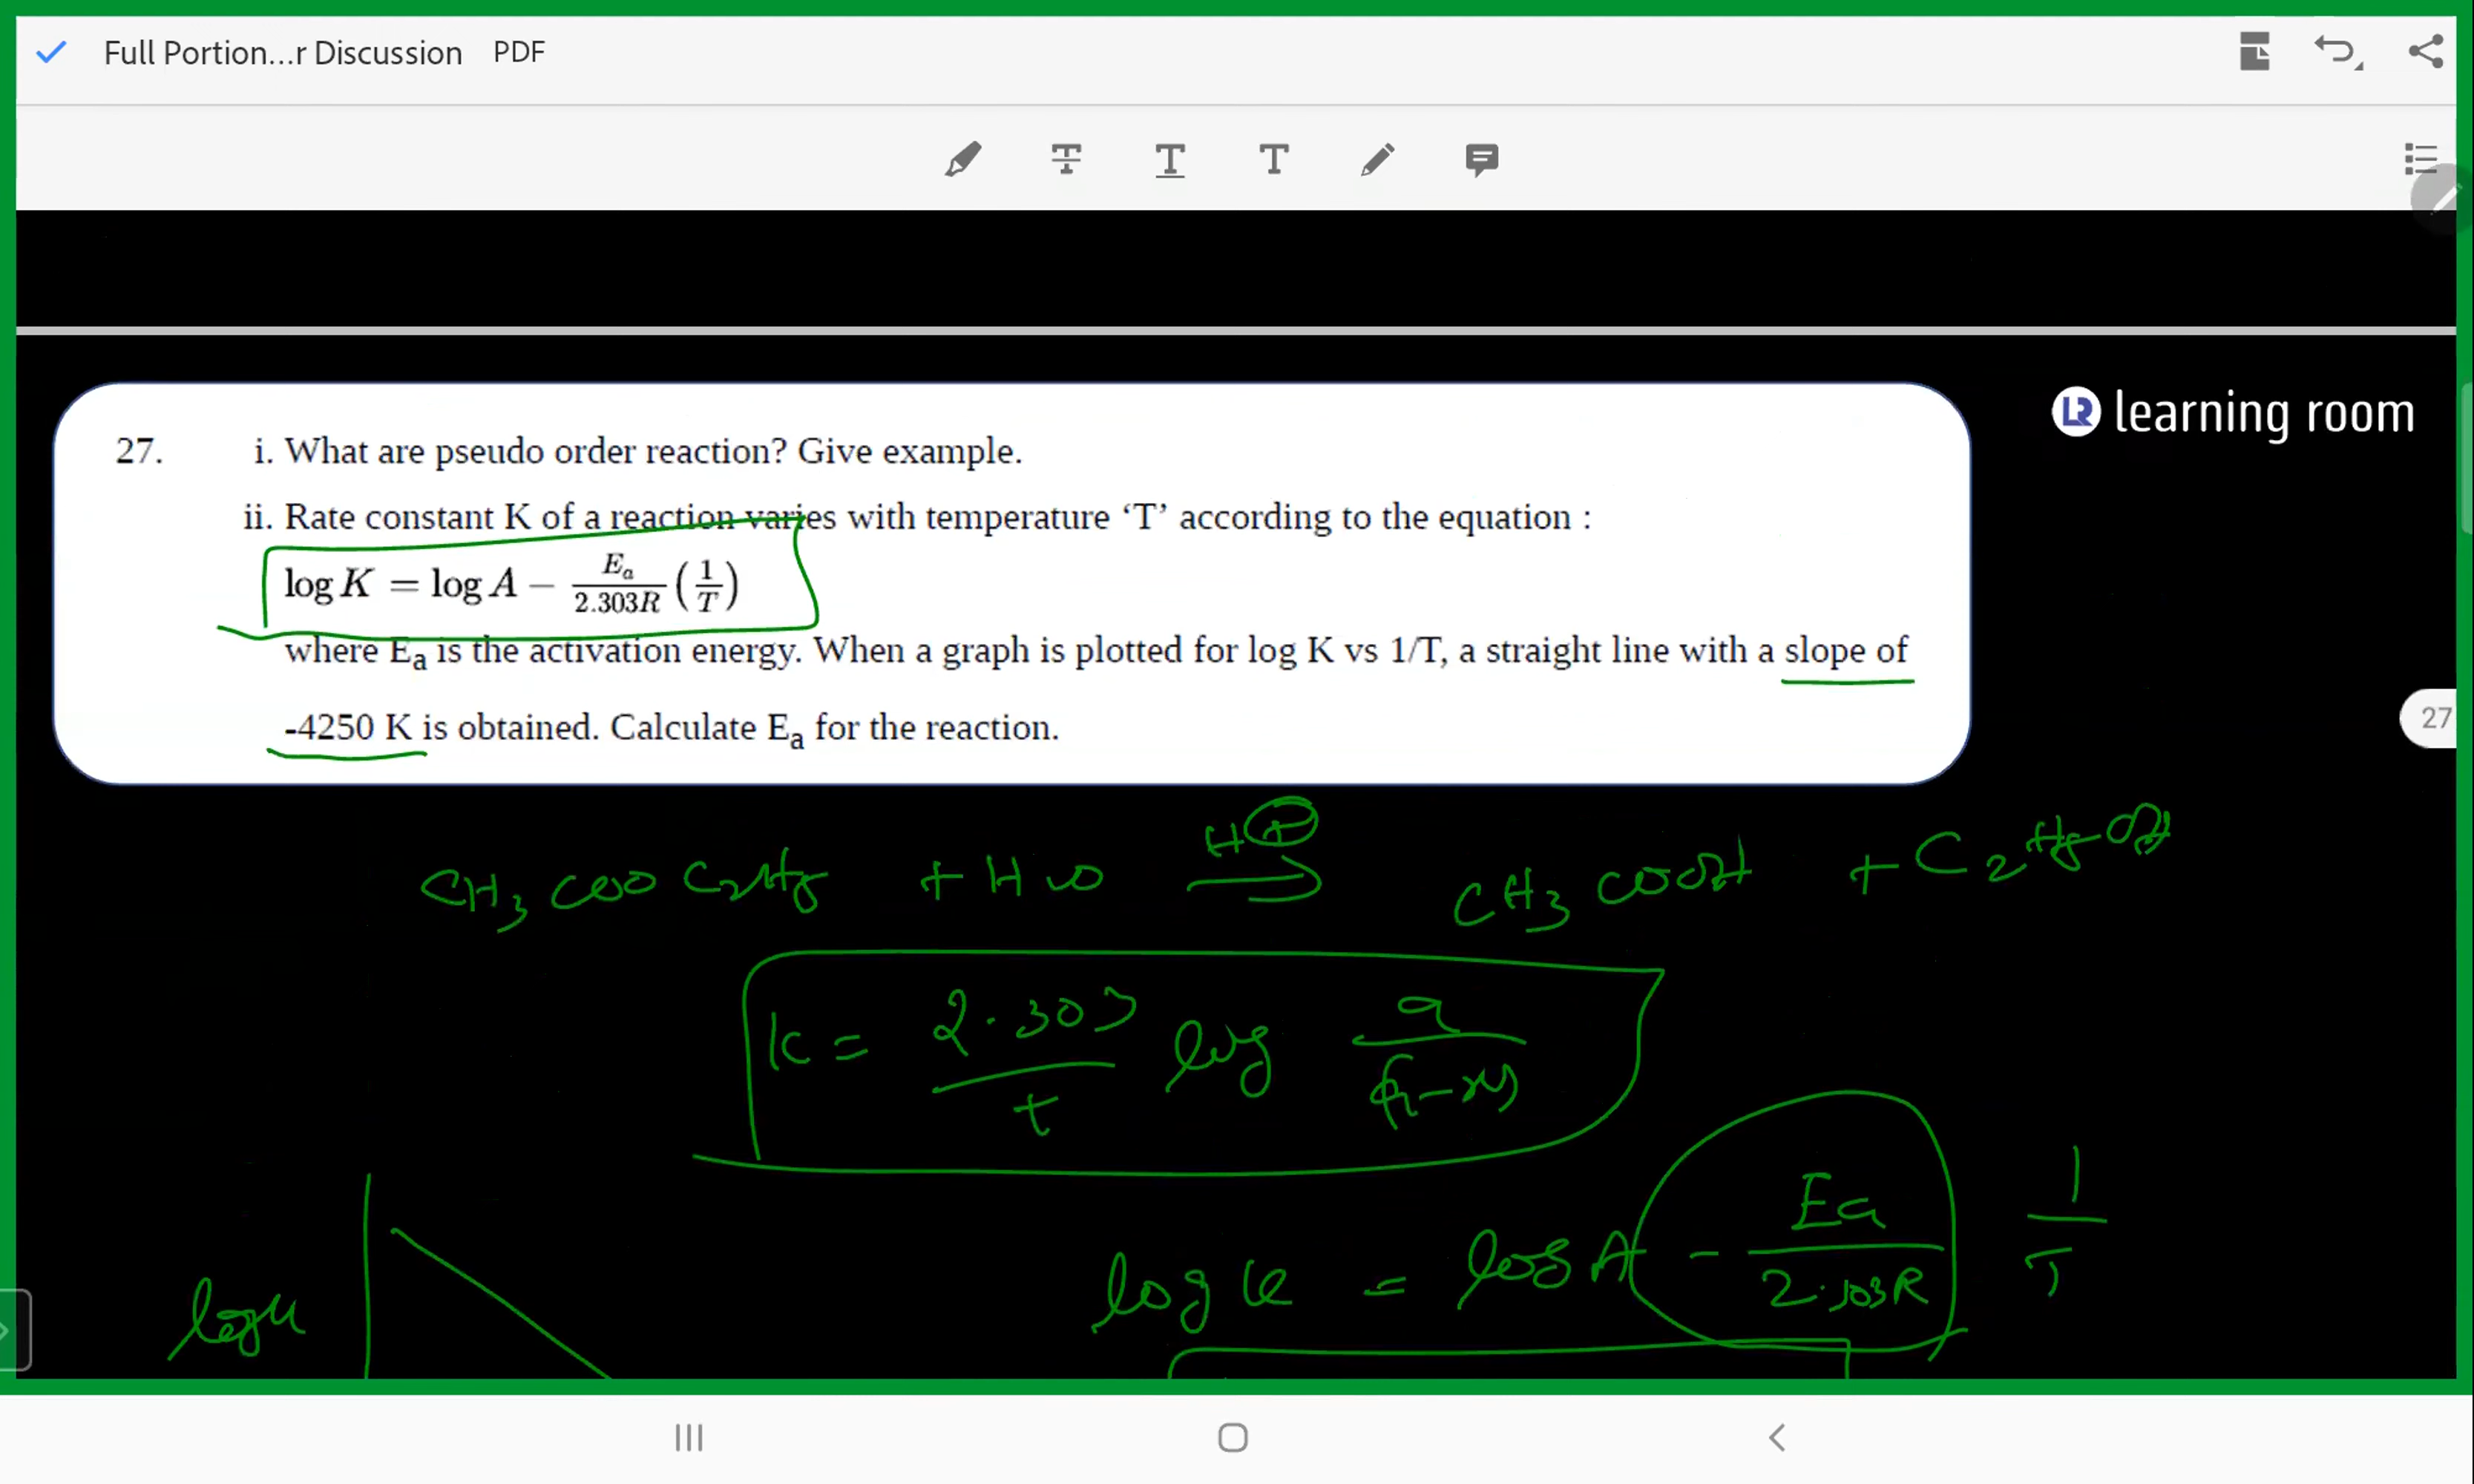 Full Portion...r Discussion PDF
learning room
27. i. What are pseudo order reaction? Give example.
ii. Rate constant K of a reaction varies with temperature ‘T’ according to the equation :
log K = log A − Eₐ/2.303R (1/T)
where Eₐ is the activation energy. When a graph is plotted for log K vs 1/T, a straight line with a slope of
-4250 K is obtained. Calculate Eₐ for the reaction.
27
CH₃COOC₂H₅ + H₂O H⊕ → CH₃COOH + C₂H₅OH
K = 2.303/t log a/(a-x)
log K = log A - Ea/2.303R 1/T
log K